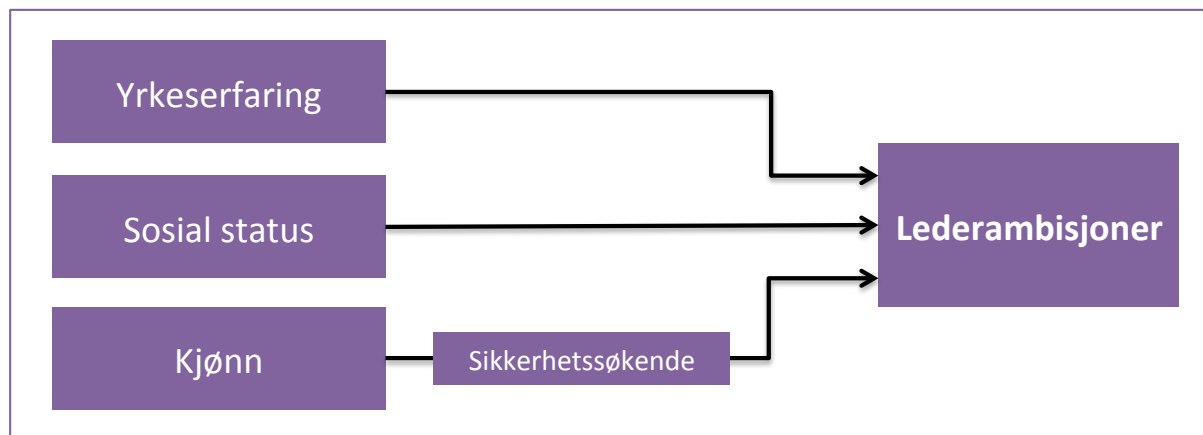 Yrkeserfaring
Sosial status
Lederambisjoner
Kjønn
Sikkerhetssøkende